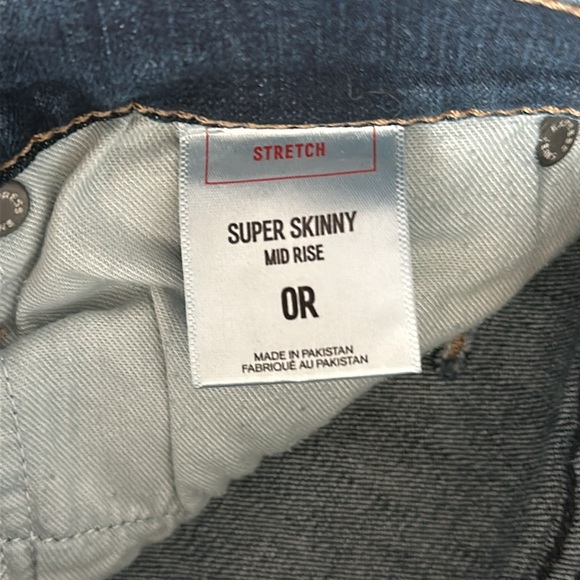 STRETCH
SUPER SKINNY
MID RISE
0R
MADE IN PAKISTAN
FABRIQUÉ AU PAKISTAN